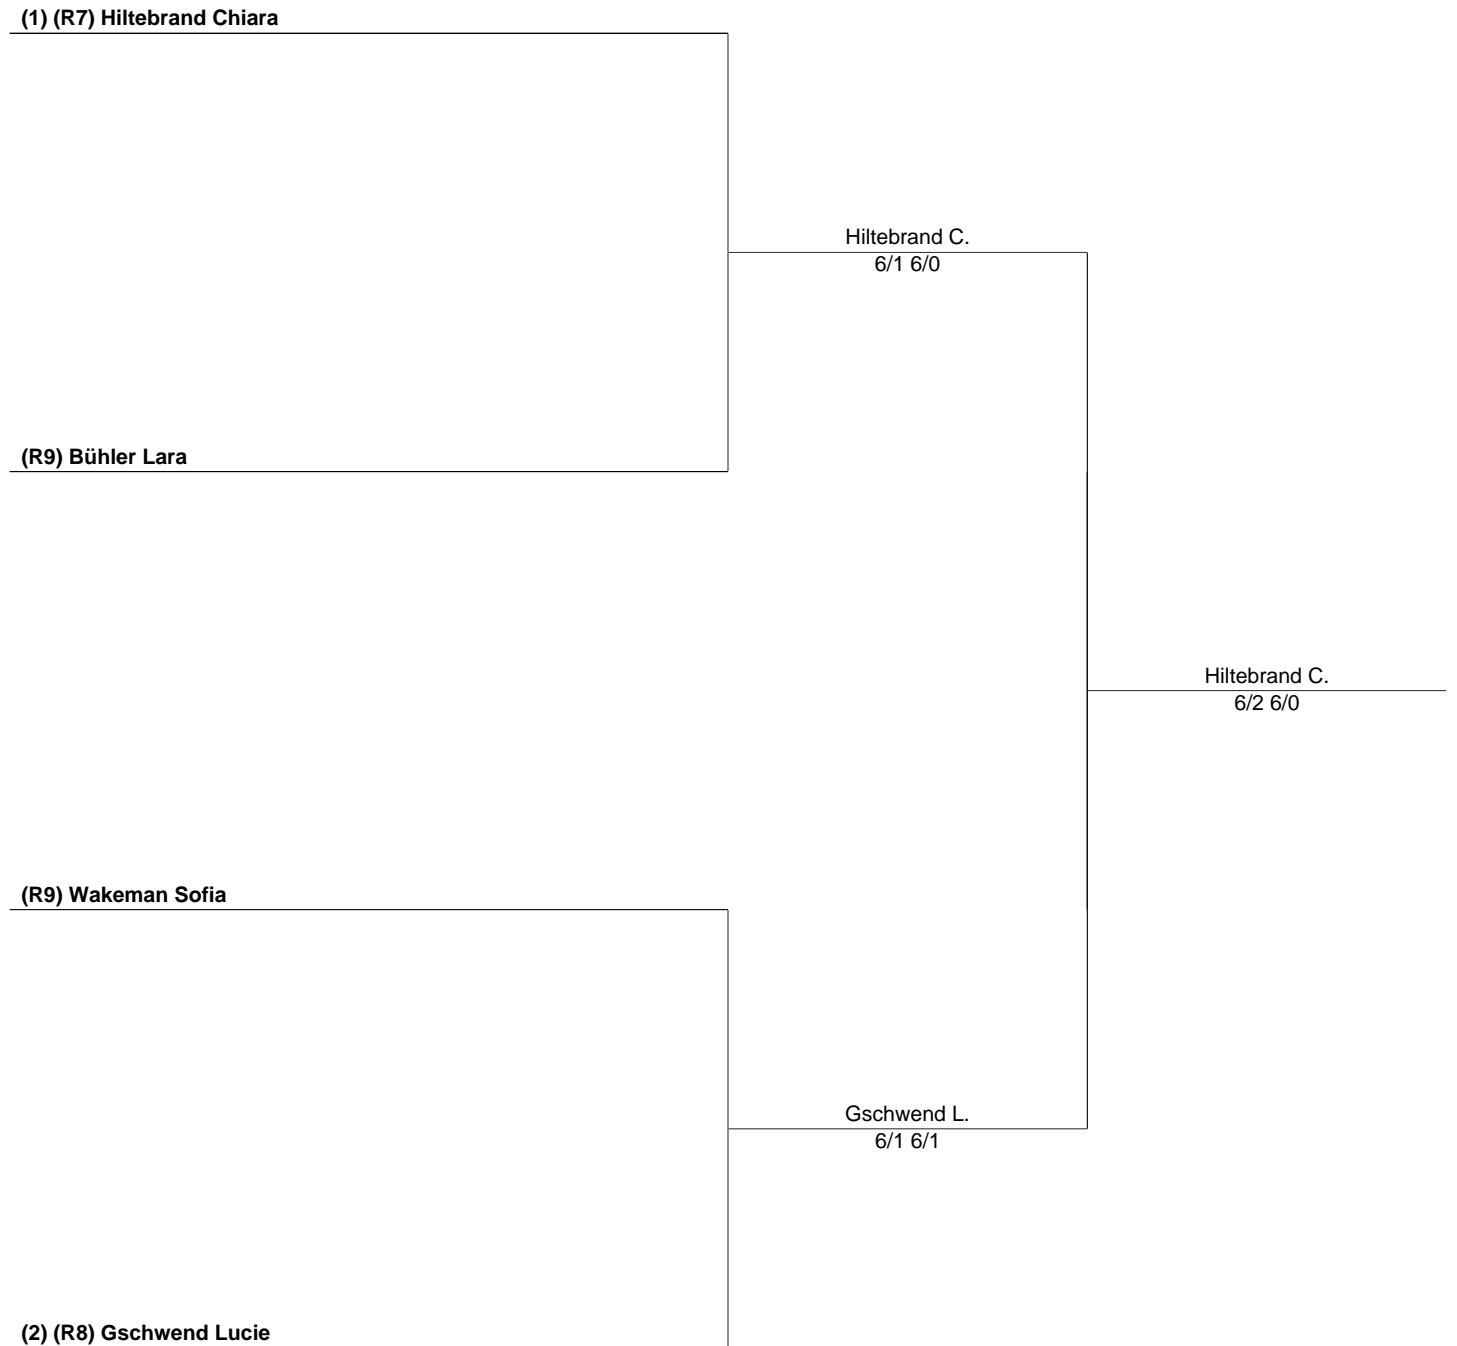 (1) (R7) Hiltebrand Chiara
Hiltebrand C.
6/1 6/0
(R9) Bühler Lara
Hiltebrand C.
6/2 6/0
(R9) Wakeman Sofia
Gschwend L.
6/1 6/1
(2) (R8) Gschwend Lucie